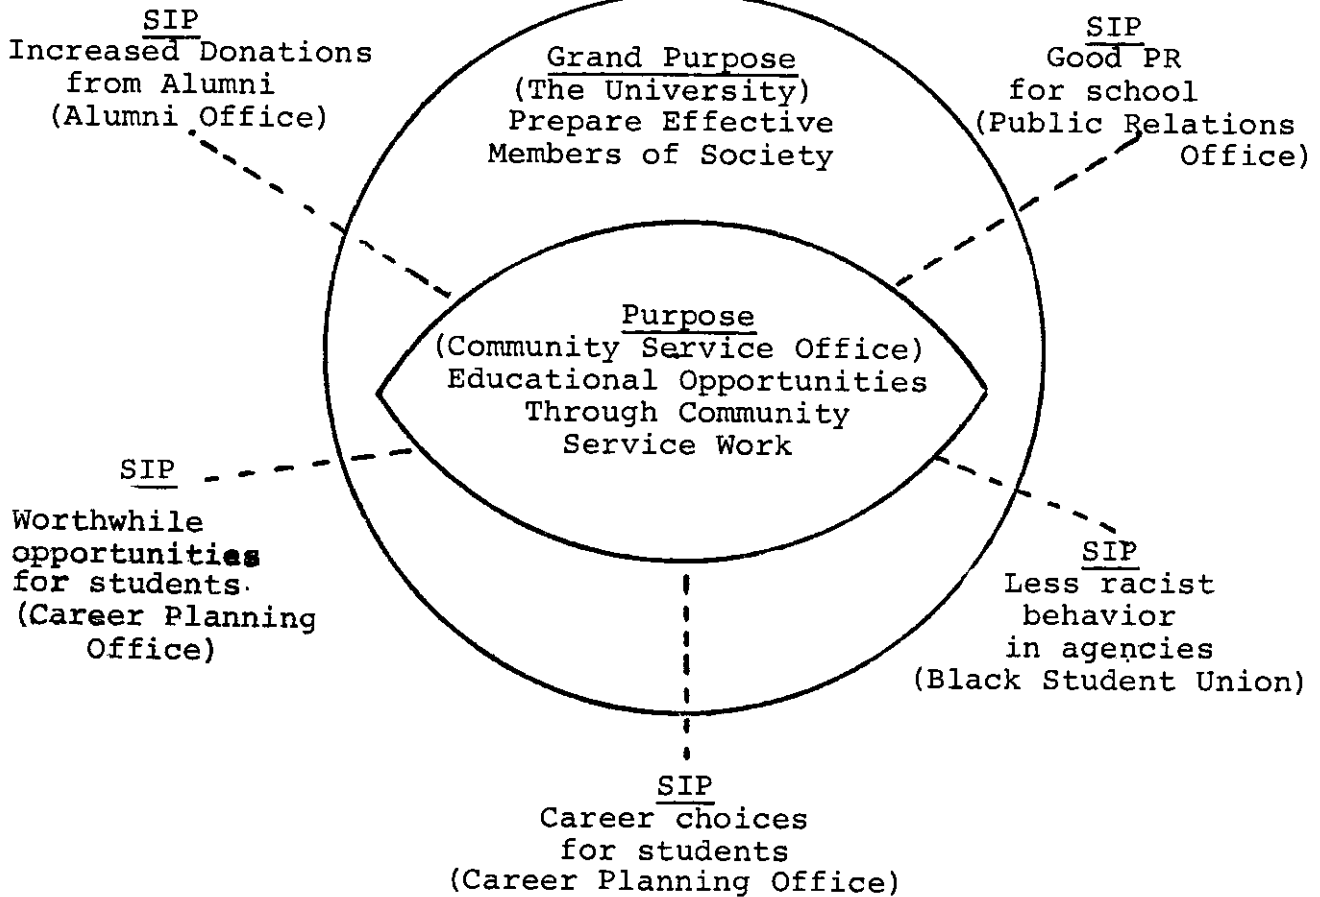 SIP
Increased Donations
from Alumni
(Alumni Office)
Grand Purpose
(The University)
Prepare Effective
Members of Society
SIP
Good PR
for school
(Public Relations
Office)
Purpose
(Community Service Office)
Educational Opportunities
Through Community
Service Work
SIP
Worthwhile
opportunities
for students
(Career Planning
Office)
SIP
Less racist
behavior
in agencies
(Black Student Union)
SIP
Career choices
for students
(Career Planning Office)